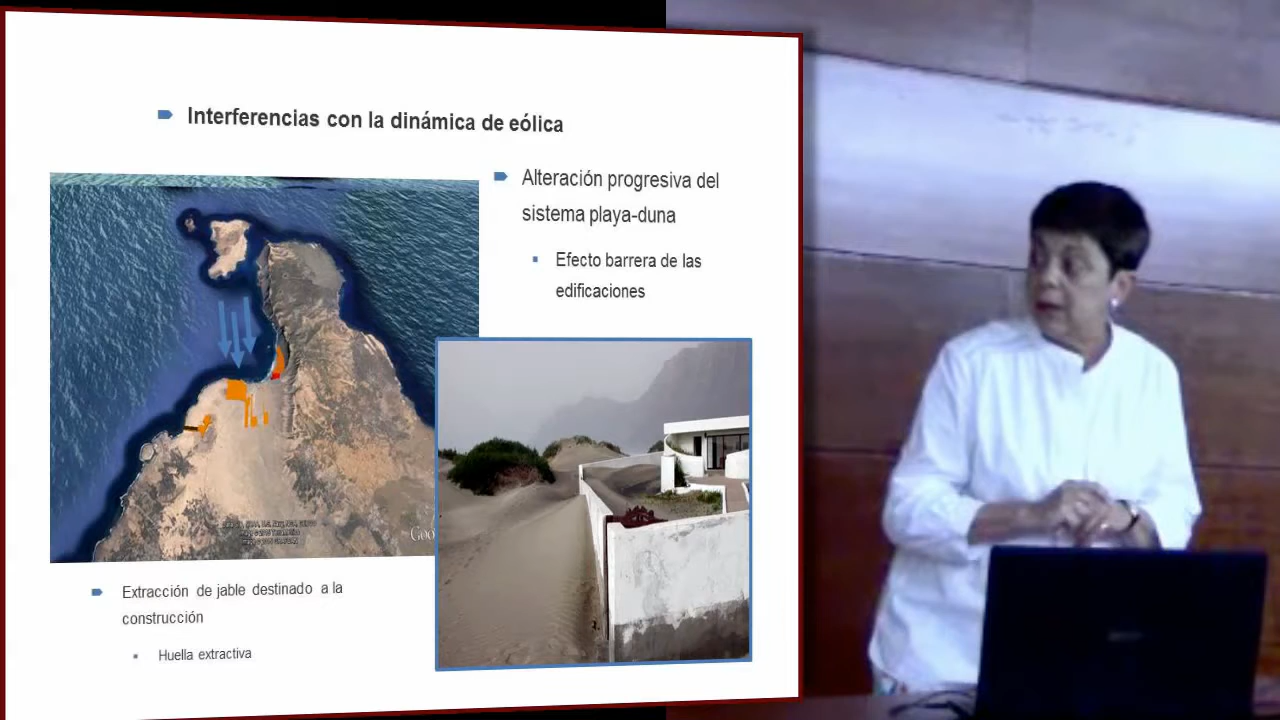 Interferencias con la dinámica de eólica
Alteración progresiva del
sistema playa-duna
Efecto barrera de las
edificaciones
Goo
Extracción de jable destinado a la
construcción
Huella extractiva